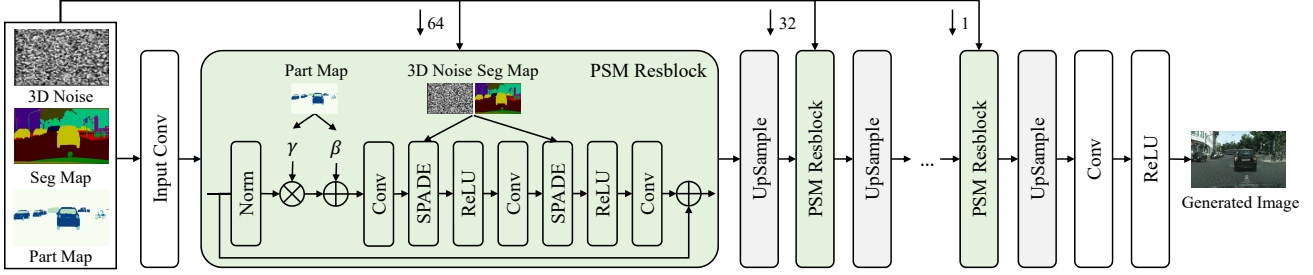 64
32
1
3D Noise
Seg Map
Part Map
Input Conv
PSM Resblock
Part Map
3D Noise Seg Map
γ
β
Norm
Conv
SPADE
ReLU
Conv
SPADE
ReLU
Conv
UpSample
PSM Resblock
UpSample
...
PSM Resblock
UpSample
Conv
ReLU
Generated Image